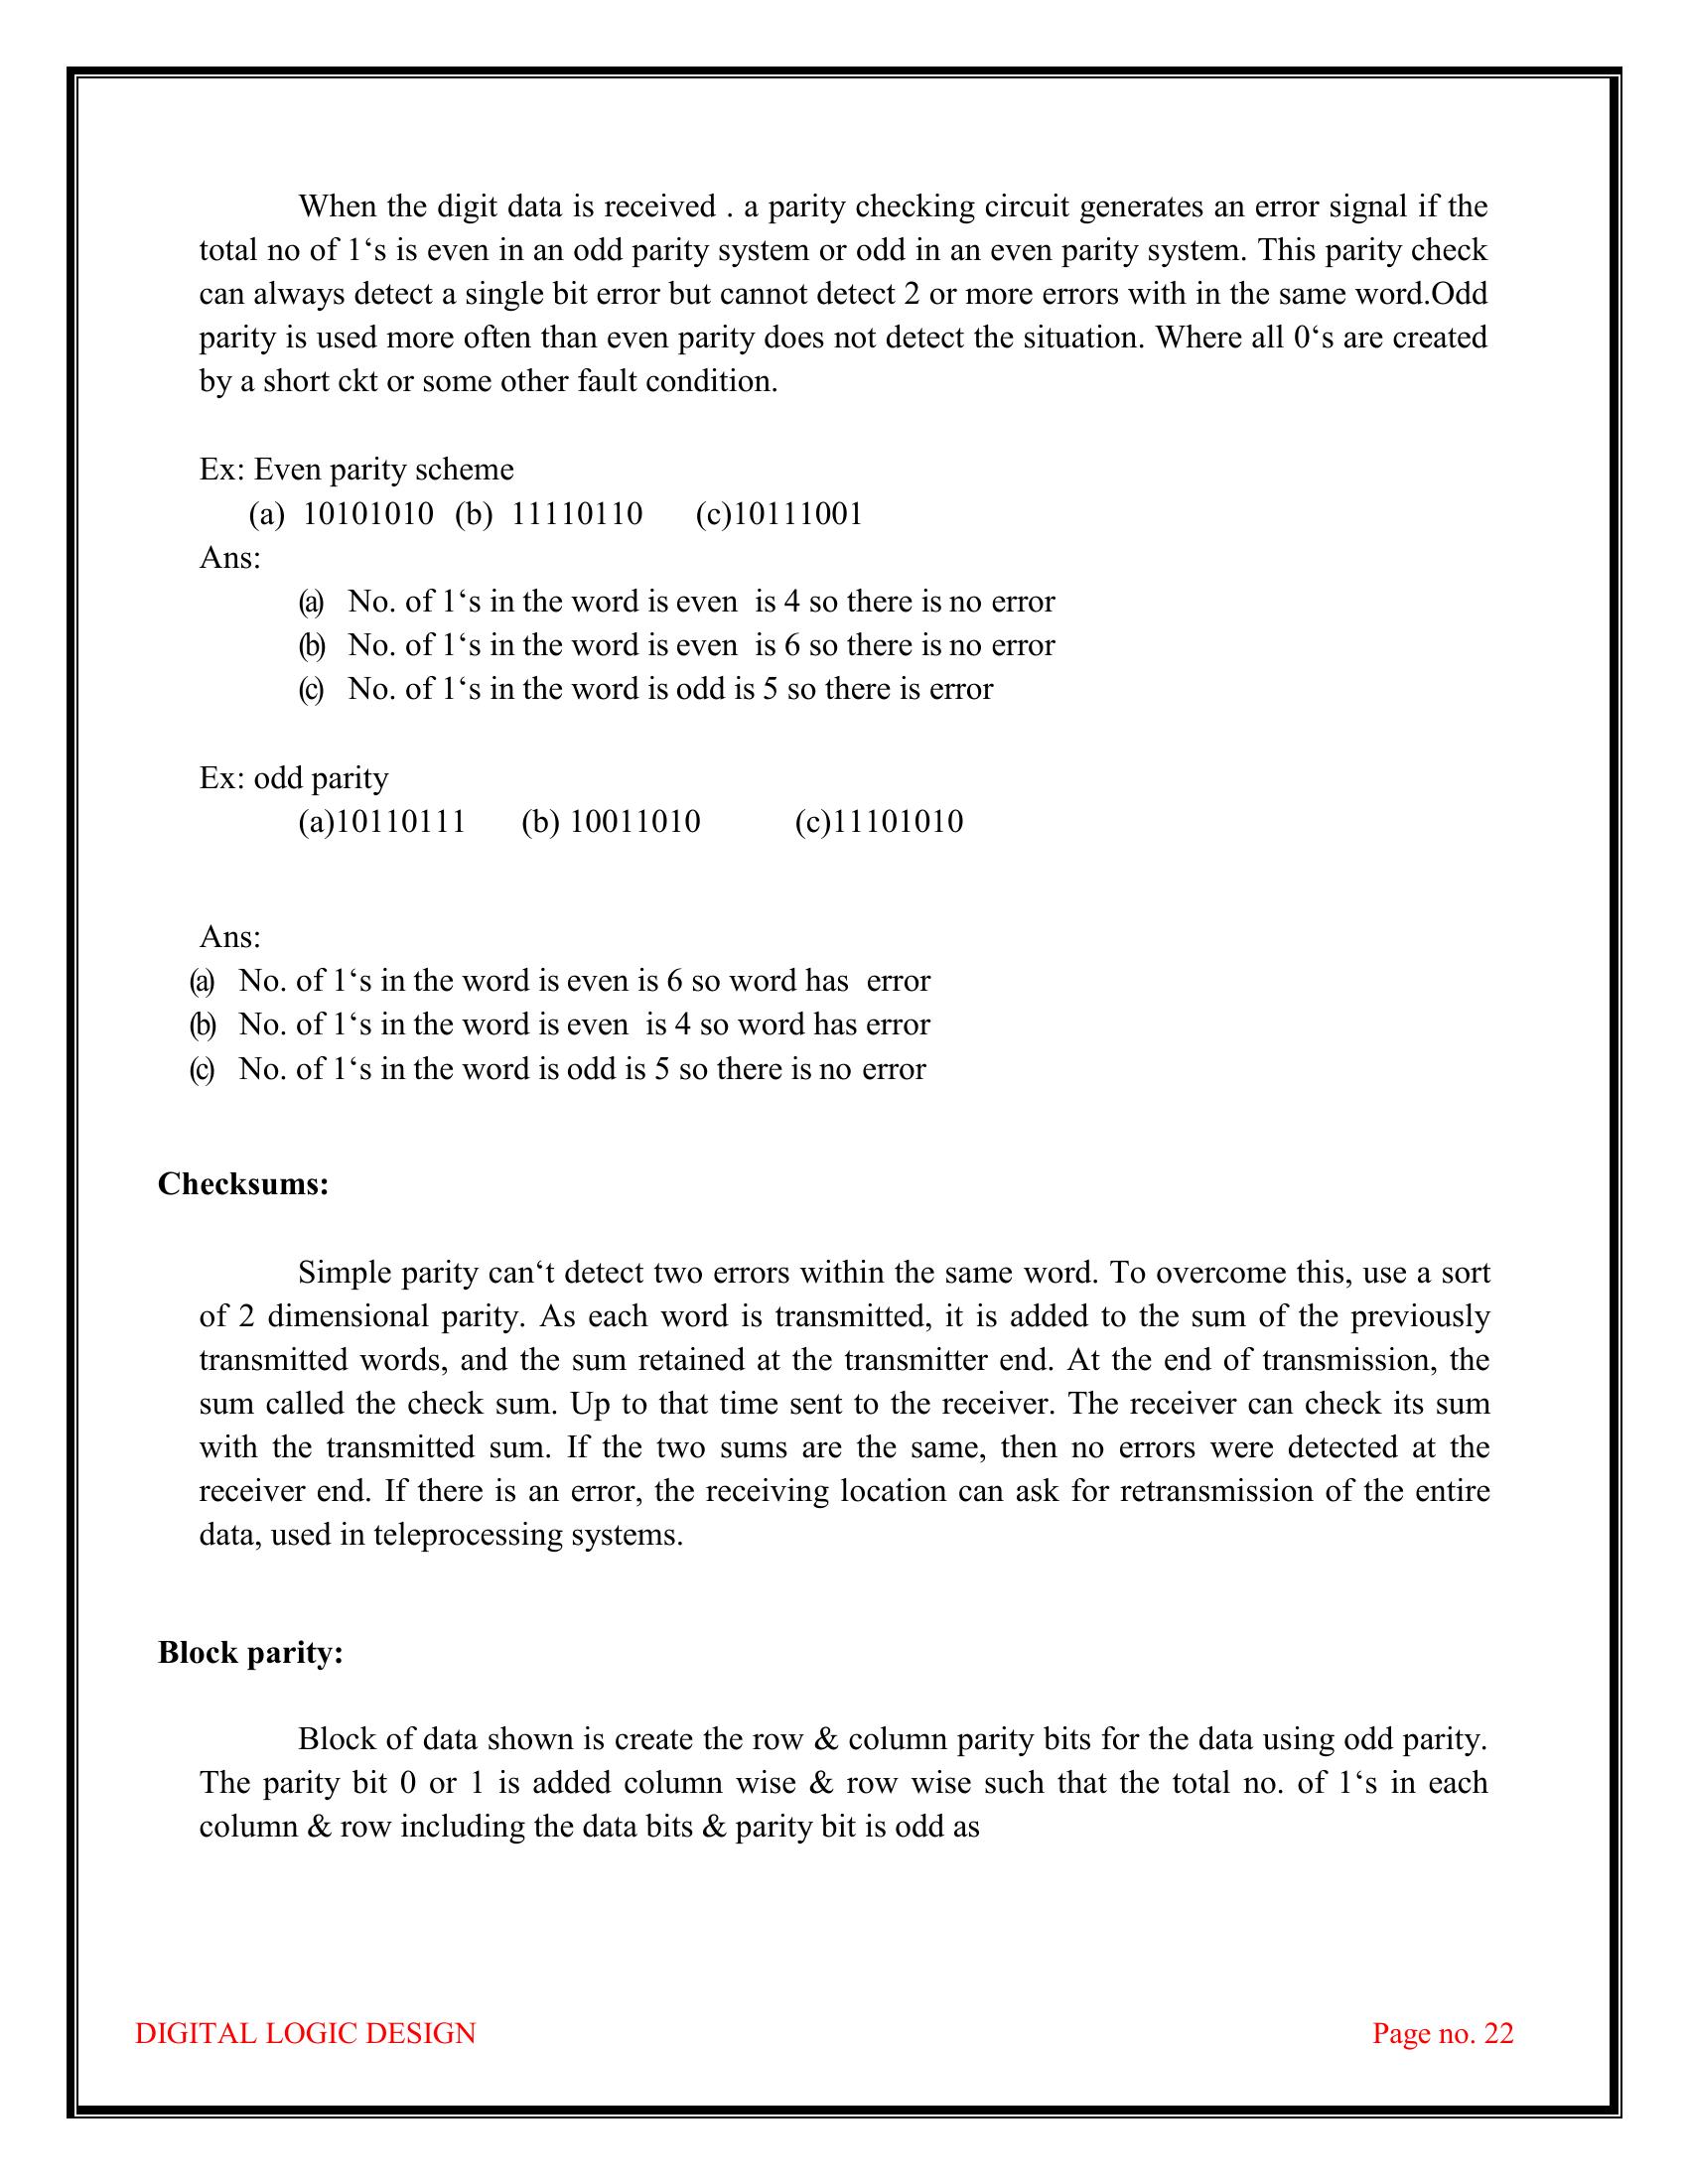 When the digit data is received . a parity checking circuit generates an error signal if the
total no of 1‘s is even in an odd parity system or odd in an even parity system. This parity check
can always detect a single bit error but cannot detect 2 or more errors with in the same word.Odd
parity is used more often than even parity does not detect the situation. Where all 0‘s are created
by a short ckt or some other fault condition.
Ex: Even parity scheme
(a) 10101010 (b) 11110110 (c)10111001
Ans:
(a) No. of 1‘s in the word is even is 4 so there is no error
(b) No. of 1‘s in the word is even is 6 so there is no error
(c) No. of 1‘s in the word is odd is 5 so there is error
Ex: odd parity
(a)10110111 (b) 10011010 (c)11101010
Ans:
(a) No. of 1‘s in the word is even is 6 so word has error
(b) No. of 1‘s in the word is even is 4 so word has error
(c) No. of 1‘s in the word is odd is 5 so there is no error
Checksums:
Simple parity can‘t detect two errors within the same word. To overcome this, use a sort
of 2 dimensional parity. As each word is transmitted, it is added to the sum of the previously
transmitted words, and the sum retained at the transmitter end. At the end of transmission, the
sum called the check sum. Up to that time sent to the receiver. The receiver can check its sum
with the transmitted sum. If the two sums are the same, then no errors were detected at the
receiver end. If there is an error, the receiving location can ask for retransmission of the entire
data, used in teleprocessing systems.
Block parity:
Block of data shown is create the row & column parity bits for the data using odd parity.
The parity bit 0 or 1 is added column wise & row wise such that the total no. of 1‘s in each
column & row including the data bits & parity bit is odd as
DIGITAL LOGIC DESIGN Page no. 22